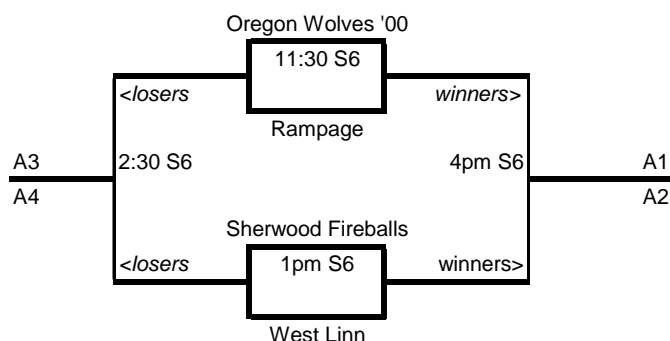 Oregon Wolves '00
11:30 S6
<losers winners>
Rampage
A3 2:30 S6 4pm S6 A1
A4 A2
Sherwood Fireballs
<losers 1pm S6 winners>
West Linn